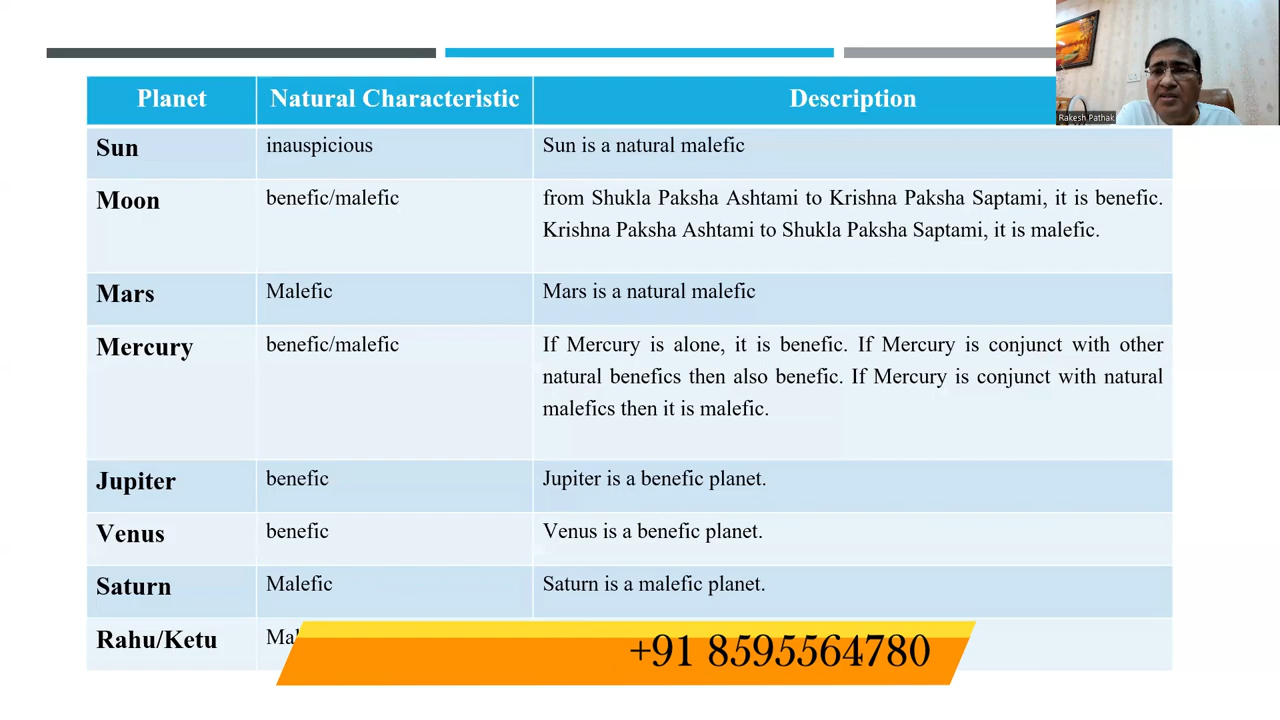 Planet Natural Characteristic Description
Rakesh Pathak
Sun inauspicious Sun is a natural malefic
Moon benefic/malefic from Shukla Paksha Ashtami to Krishna Paksha Saptami, it is benefic.
Krishna Paksha Ashtami to Shukla Paksha Saptami, it is malefic.
Mars Malefic Mars is a natural malefic
Mercury benefic/malefic If Mercury is alone, it is benefic. If Mercury is conjunct with other
natural benefics then also benefic. If Mercury is conjunct with natural
malefics then it is malefic.
Jupiter benefic Jupiter is a benefic planet.
Venus benefic Venus is a benefic planet.
Saturn Malefic Saturn is a malefic planet.
Rahu/Ketu
+91 8595564780